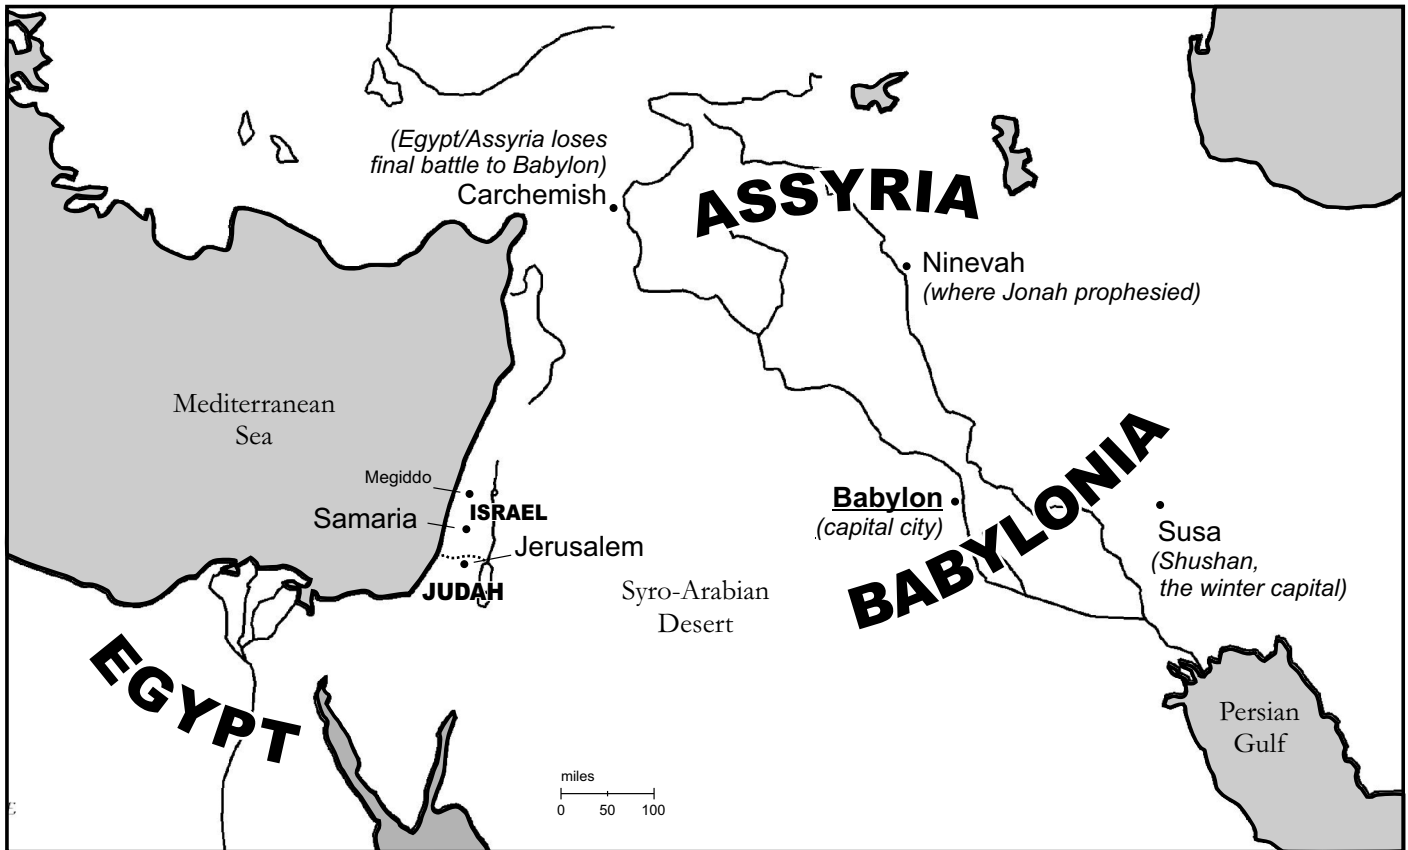 (Egypt/Assyria loses
final battle to Babylon)
Carchemish
ASSYRIA
Ninevah
(where Jonah prophesied)
Mediterranean
Sea
Megiddo
ISRAEL
Samaria
Jerusalem
JUDAH
Syro-Arabian
Desert
Babylon
(capital city)
BABYLONIA
Susa
(Shushan,
the winter capital)
EGYPT
Persian
Gulf
miles
0 50 100